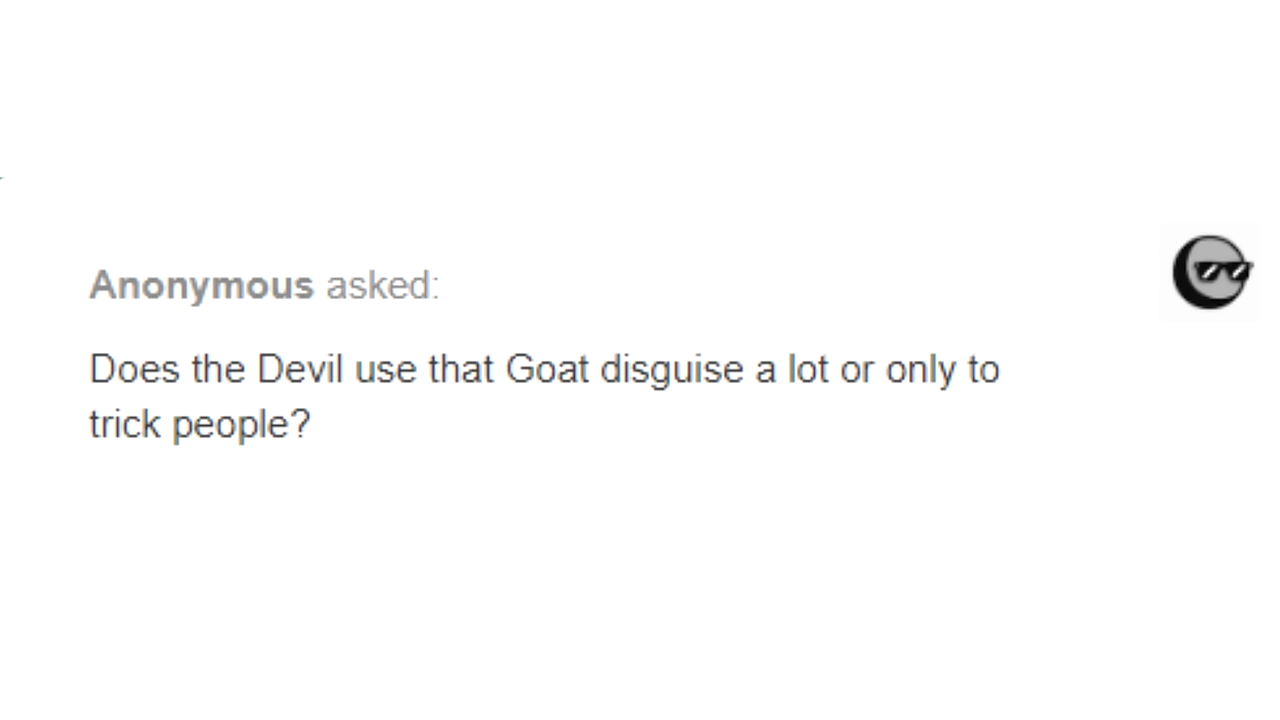 Anonymous asked:
Does the Devil use that Goat disguise a lot or only to
trick people?